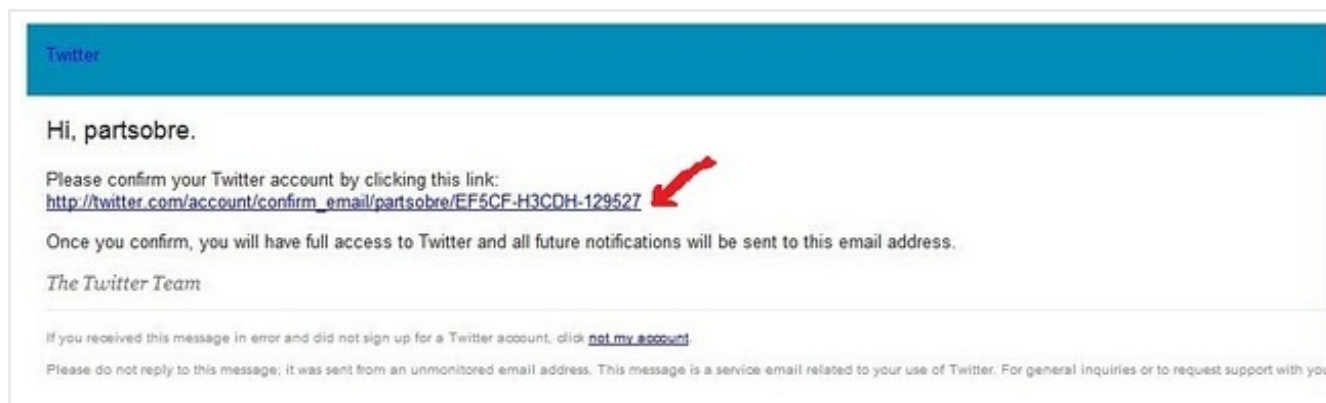 Twitter
Hi, partsobre.
Please confirm your Twitter account by clicking this link:
http://twitter.com/account/confirm_email/partsobre/EF5CF-H3CDH-129527
Once you confirm, you will have full access to Twitter and all future notifications will be sent to this email address.
The Twitter Team
If you received this message in error and did not sign up for a Twitter account, click not my account.
Please do not reply to this message; it was sent from an unmonitored email address. This message is a service email related to your use of Twitter. For general inquiries or to request support with you